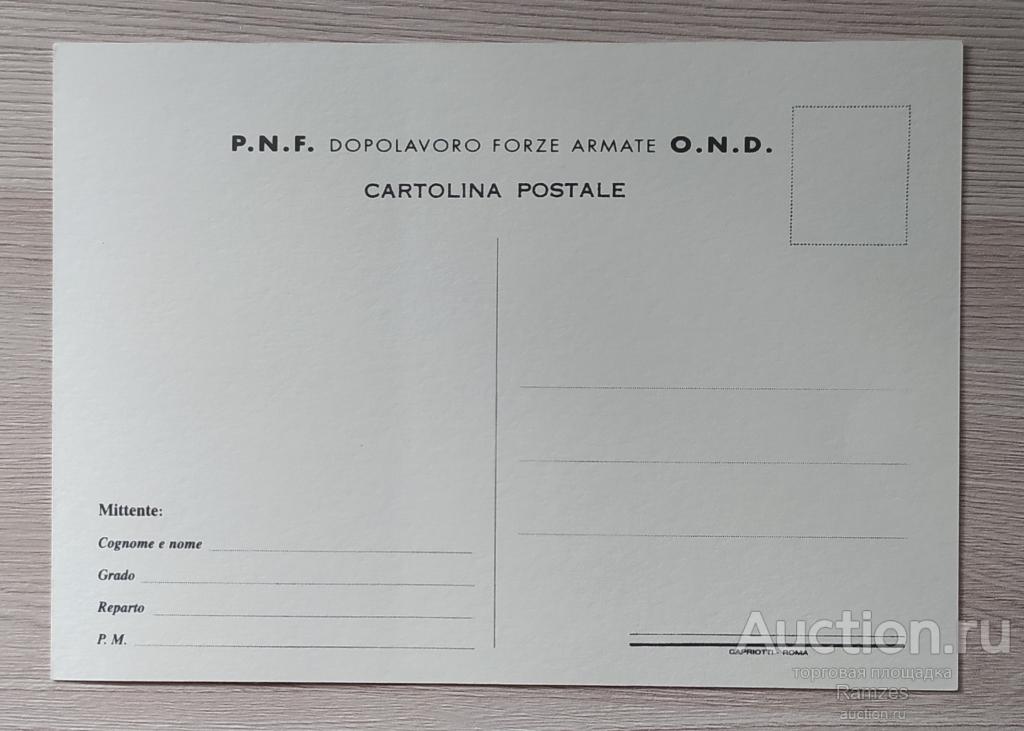 P.N.F. DOPOLAVORO FORZE ARMATE O.N.D.
CARTOLINA POSTALE
Mittente:
Cognome e nome
Grado
Reparto
P. M.
CAPRIOTTI - ROMA
Auction.ru
торговая площадка
Ramzes
auction.ru